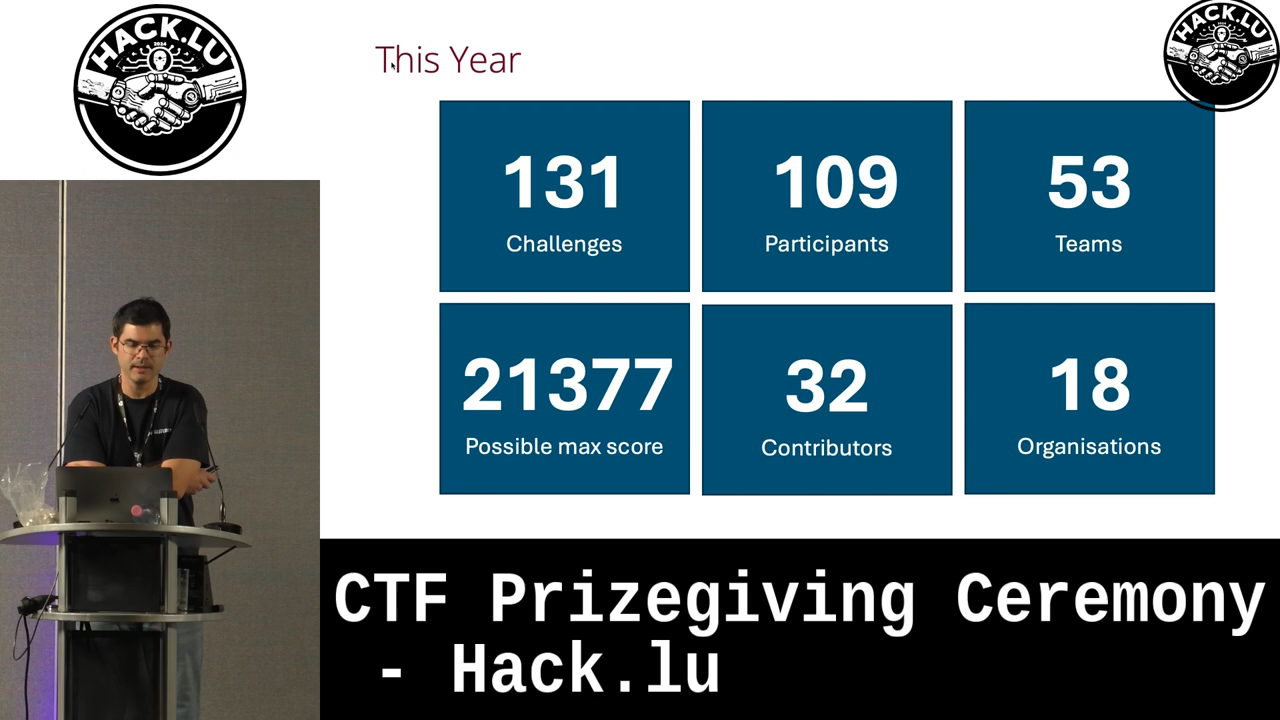 HACK.LU
2024
This Year
HACK.LU
131
Challenges
109
Participants
53
Teams
21377
Possible max score
32
Contributors
18
Organisations
CTF Prizegiving Ceremony
- Hack.lu